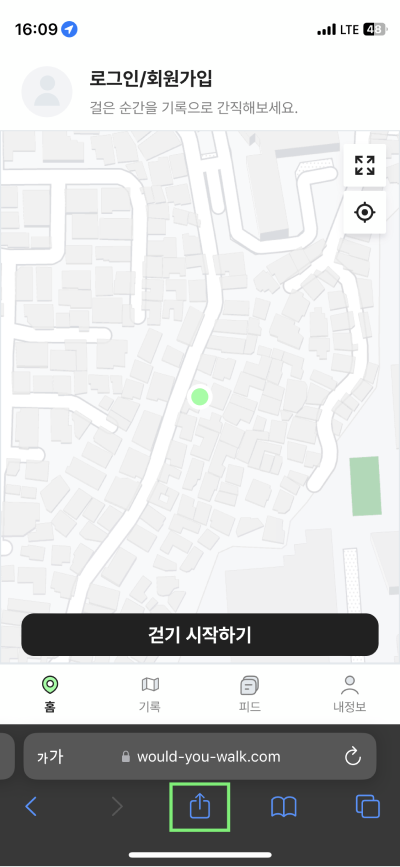 16:09
LTE 48
로그인/회원가입
걸은 순간을 기록으로 간직해보세요.
걷기 시작하기
홈 기록 피드 내정보
가가 would-you-walk.com